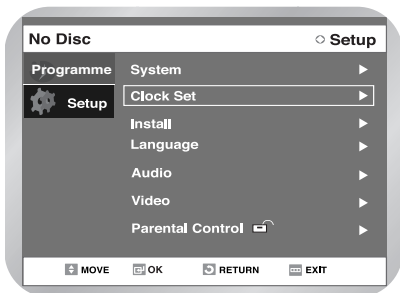 No Disc Setup
Programme System
Setup Clock Set
Install
Language
Audio
Video
Parental Control
MOVE OK RETURN EXIT